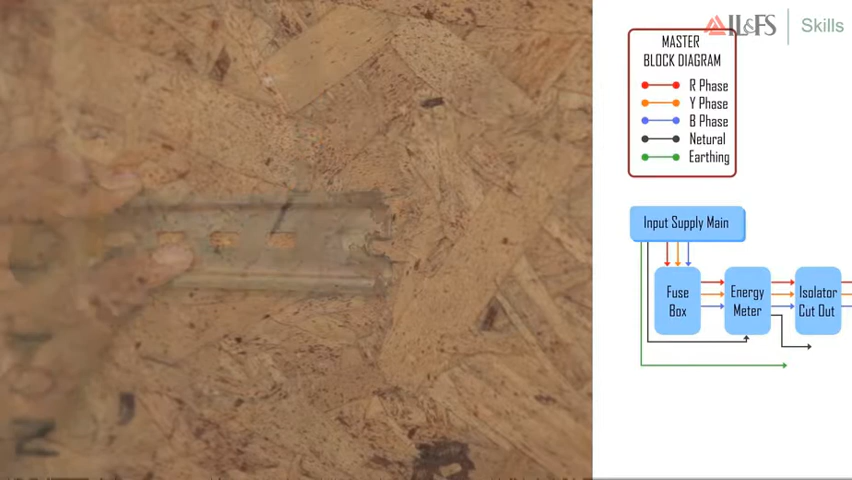 IL&FS Skills
MASTER
BLOCK DIAGRAM
R Phase
Y Phase
B Phase
Netural
Earthing
Input Supply Main
Fuse
Box
Energy
Meter
Isolator
Cut Out